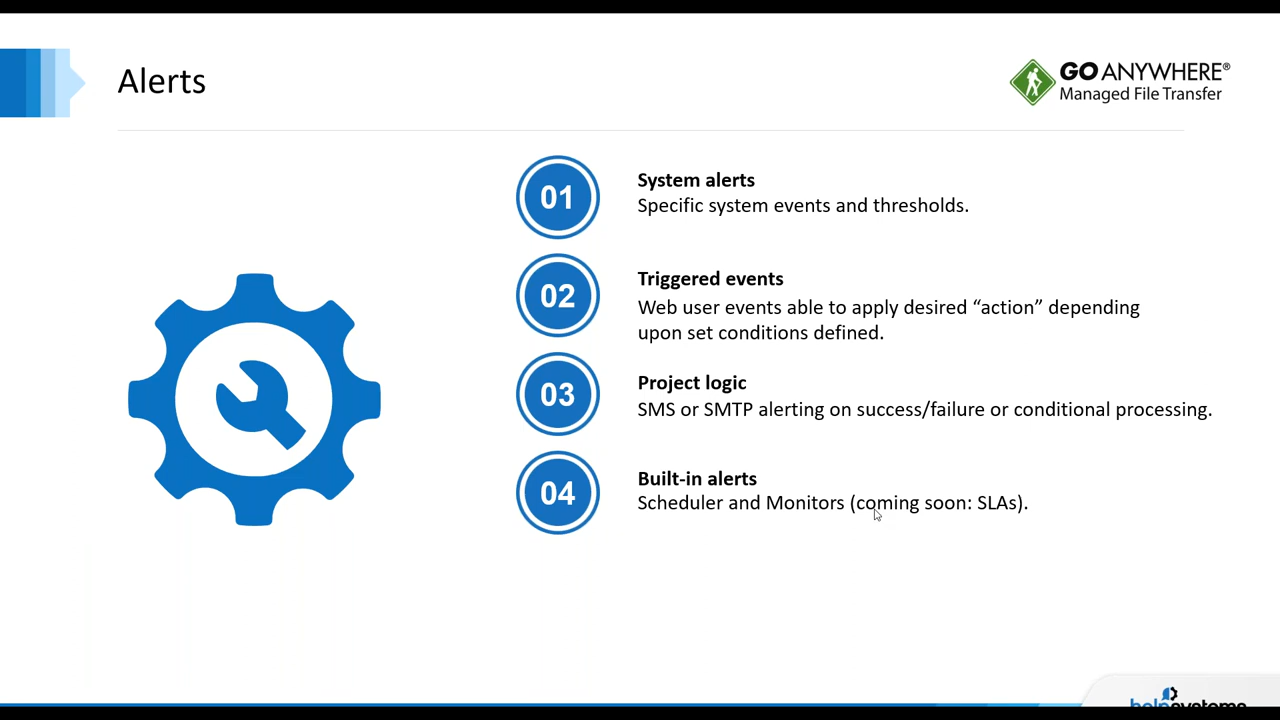 Alerts
GO ANYWHERE®
Managed File Transfer
01
System alerts
Specific system events and thresholds.
02
Triggered events
Web user events able to apply desired “action” depending
upon set conditions defined.
03
Project logic
SMS or SMTP alerting on success/failure or conditional processing.
04
Built-in alerts
Scheduler and Monitors (coming soon: SLAs).
helpsystems